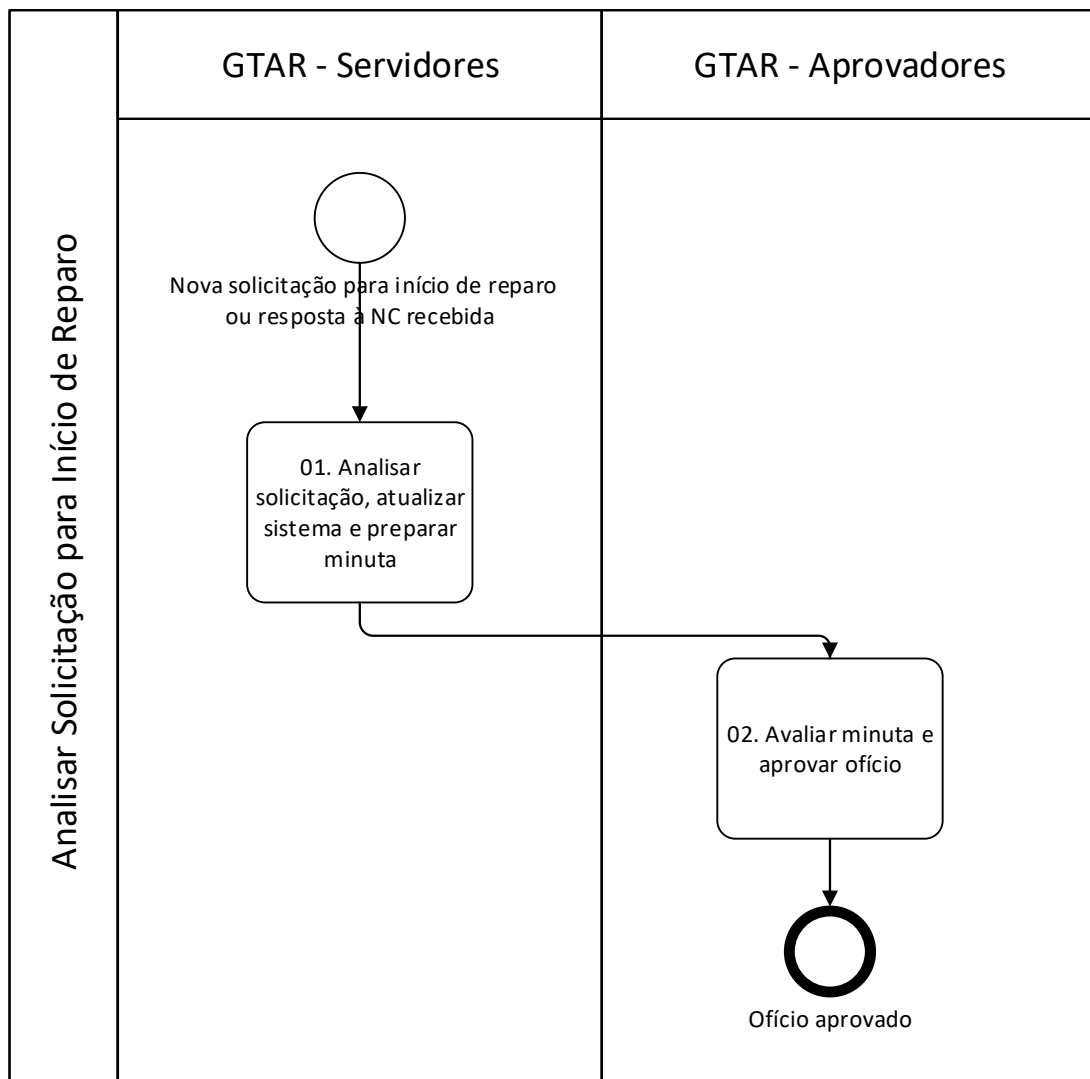 Analisar Solicitação para Início de Reparo
GTAR - Servidores
GTAR - Aprovadores
Nova solicitação para início de reparo
ou resposta à NC recebida
01. Analisar
solicitação, atualizar
sistema e preparar
minuta
02. Avaliar minuta e
aprovar ofício
Ofício aprovado